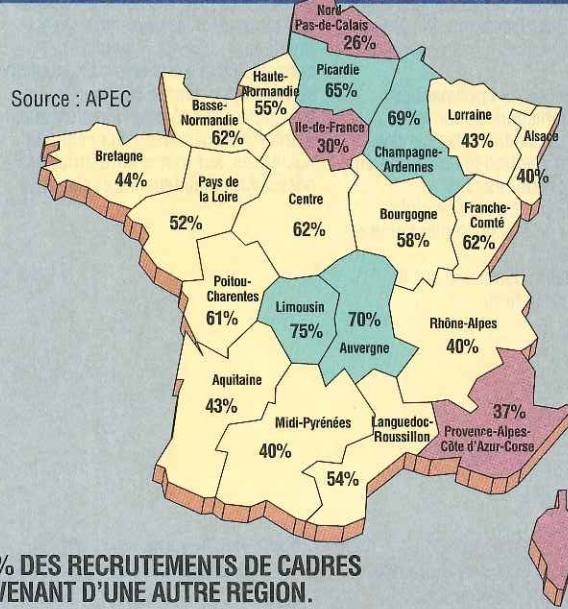 Nord-
Pas-de-Calais
26%
Picardie
65%
Haute-
Normandie
55%
Source : APEC
Basse-
Normandie
62%
Ile-de-France
30%
69%
Champagne-
Ardennes
Lorraine
43%
Alsace
40%
Bretagne
44%
Pays de
la Loire
52%
Centre
62%
Bourgogne
58%
Franche-
Comté
62%
Poitou-
Charentes
61%
Limousin
75%
70%
Auvergne
Rhône-Alpes
40%
Aquitaine
43%
Midi-Pyrénées
40%
Languedoc-
Roussillon
54%
37%
Provence-Alpes-
Côte d'Azur-Corse
% DES RECRUTEMENTS DE CADRES
VENANT D'UNE AUTRE REGION.